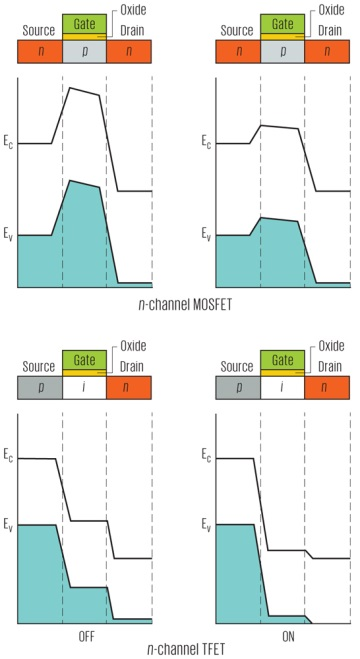 Oxide
Source Gate Drain
n p n
Oxide
Source Gate Drain
n p n
Ec
Ev
Ec
Ev
n-channel MOSFET
Oxide
Source Gate Drain
p i n
Oxide
Source Gate Drain
p i n
Ec
Ev
Ec
Ev
OFF
ON
n-channel TFET